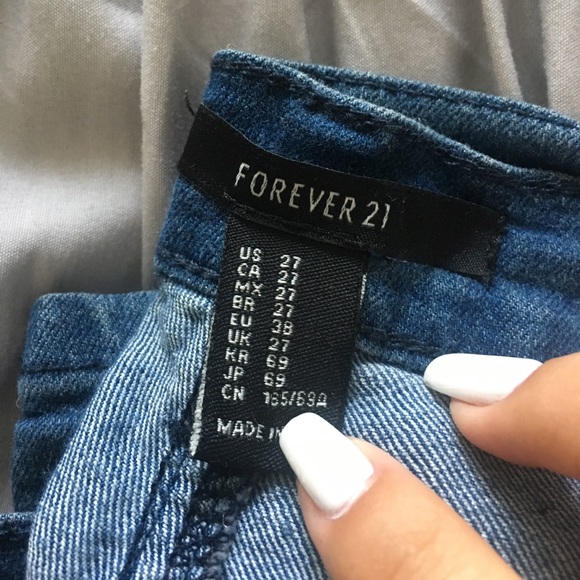 FOREVER 21
US 27
CA 27
MX 27
BR 27
EU 38
UK 27
KR 69
JP 69
CN 165/69A
MADE IN